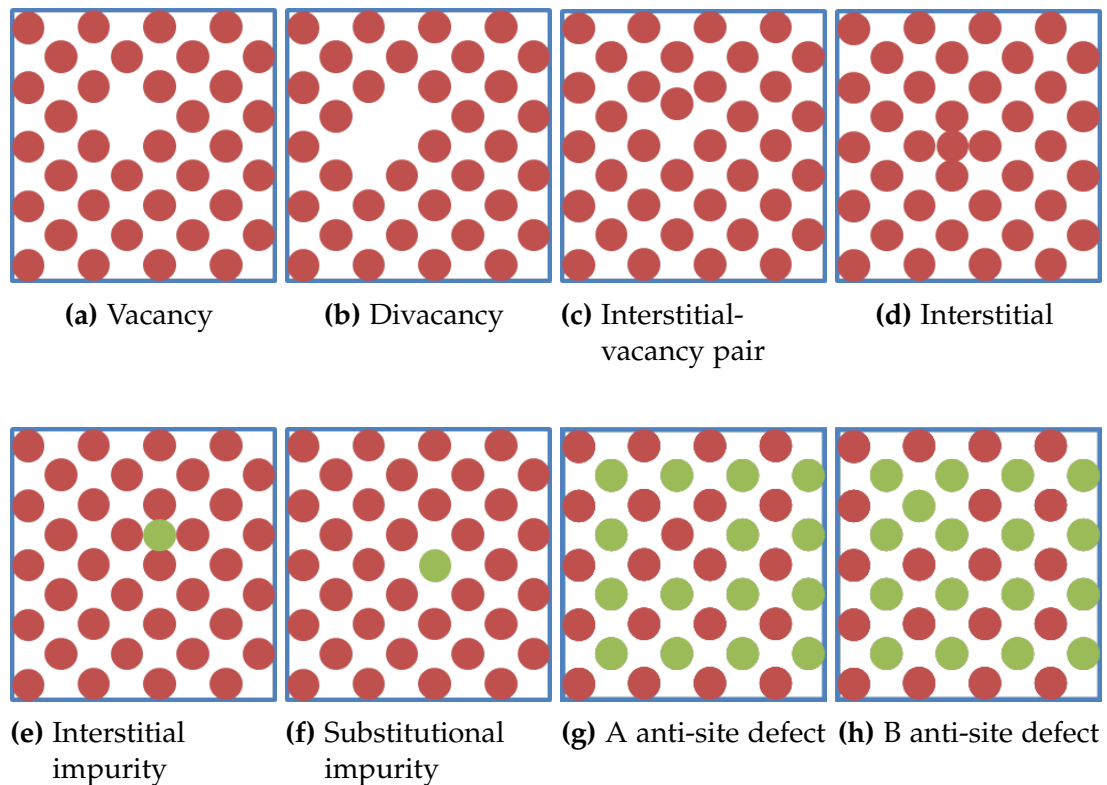 (a) Vacancy
(b) Divacancy
(c) Interstitial-
vacancy pair
(d) Interstitial
(e) Interstitial
impurity
(f) Substitutional
impurity
(g) A anti-site defect
(h) B anti-site defect